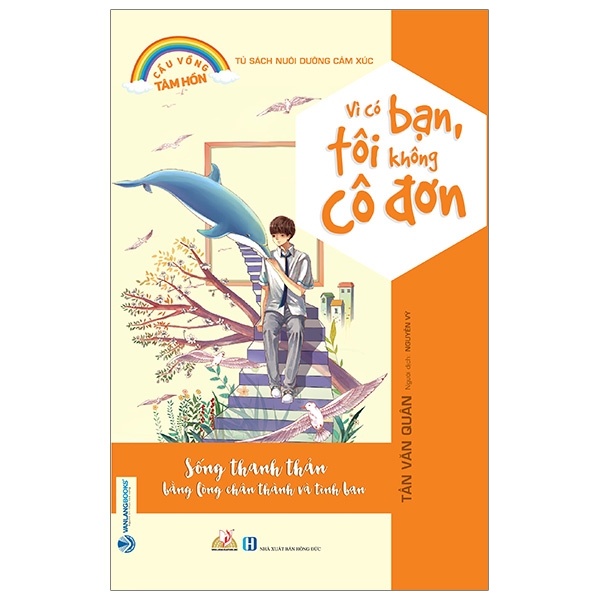 CẦU VỒNG
TÂM HỒN
TỦ SÁCH NUÔI DƯỠNG CẢM XÚC
Vì có bạn,
tôi không
cô đơn
TÂN VĂN QUÂN
Người dịch: NGUYÊN VY
Sống thanh thản
bằng lòng chân thành và tình bạn
VANLANGBOOKS
NHÀ XUẤT BẢN HỒNG ĐỨC